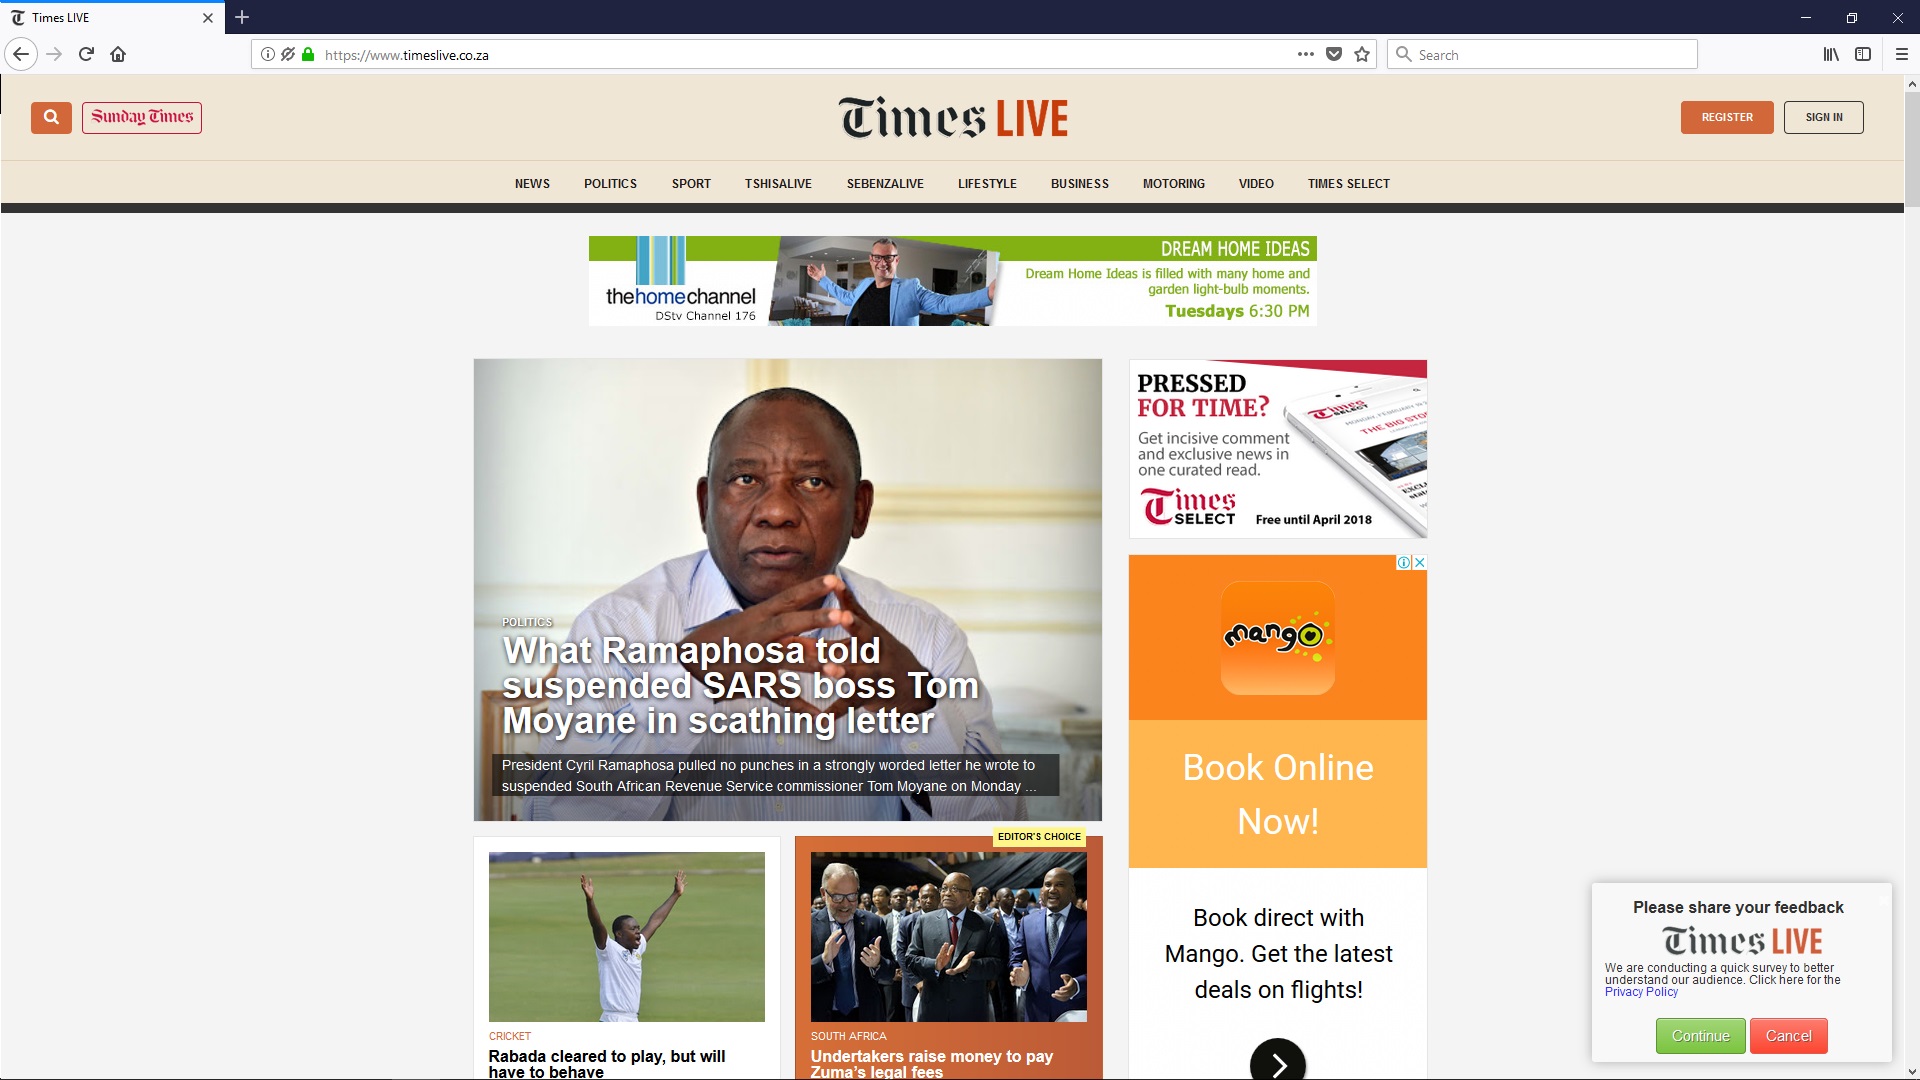 Times LIVE
https://www.timeslive.co.za
Search
Sunday Times
Times LIVE
REGISTER
SIGN IN
NEWS
POLITICS
SPORT
TSHISALIVE
SEBENZALIVE
LIFESTYLE
BUSINESS
MOTORING
VIDEO
TIMES SELECT
thehomechannel
DStv Channel 176
DREAM HOME IDEAS
Dream Home Ideas is filled with many home and
garden light-bulb moments.
Tuesdays 6:30 PM
POLITICS
What Ramaphosa told
suspended SARS boss Tom
Moyane in scathing letter
President Cyril Ramaphosa pulled no punches in a strongly worded letter he wrote to
suspended South African Revenue Service commissioner Tom Moyane on Monday ...
PRESSED
FOR TIME?
Get incisive comment
and exclusive news in
one curated read.
Times
SELECT
Free until April 2018
Times
SELECT
THE BIG STO
mango
Book Online
Now!
Book direct with
Mango. Get the latest
deals on flights!
CRICKET
Rabada cleared to play, but will
have to behave
EDITOR'S CHOICE
SOUTH AFRICA
Undertakers raise money to pay
Zuma's legal fees
Please share your feedback
Times LIVE
We are conducting a quick survey to better
understand our audience. Click here for the
Privacy Policy
Continue
Cancel